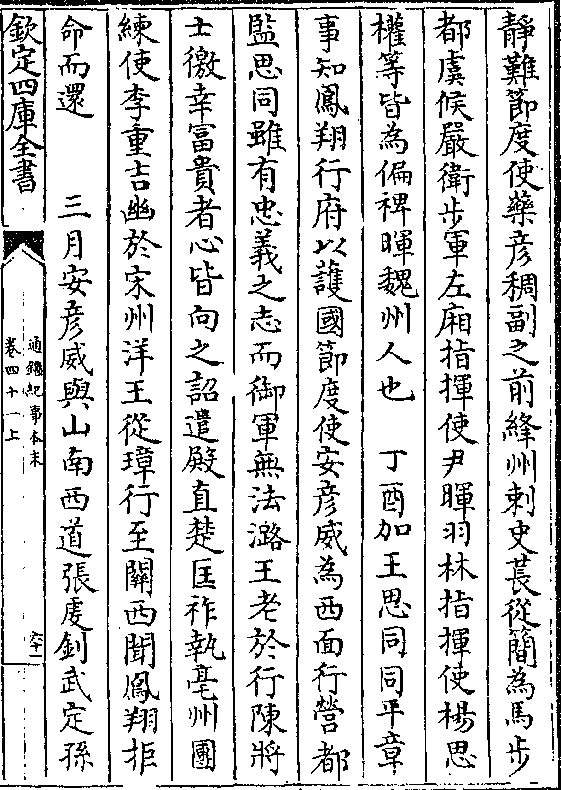 靜難節度使藥彦稠副之前絳州刺史萇從簡為馬步
都虞候嚴衛步軍左廂指揮使尹暉羽林指揮使楊思
權等皆為偏裨暉魏州人也　丁酉加王思同同平章
事知鳳翔行府以護國節度使安彦威為西面行營都
監思同雖有忠義之志而御軍無法潞王老於行陳將
士徼幸富貴者心皆向之詔遣殿直楚匡祚執亳州團
練使李重吉幽於宋州洋王從璋行至關西聞鳳翔拒
命而還　三月安彦威與山南西道張虔釗武定孫
欽定四庫全書
通鑑紀事本末
卷四十一上
六十一